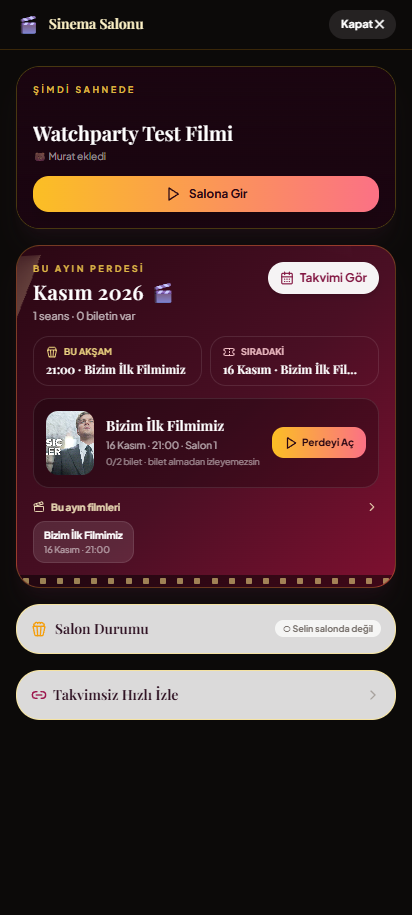 Sinema Salonu
Kapat
ŞİMDİ SAHNEDE
Watchparty Test Filmi
Murat ekledi
Salona Gir
BU AYIN PERDESİ
Kasım 2026
Takvimi Gör
1 seans · 0 biletin var
BU AKŞAM
21:00 · Bizim İlk Filmimiz
SIRADAKİ
16 Kasım · Bizim İlk Fil...
Bizim İlk Filmimiz
16 Kasım · 21:00 · Salon 1
0/2 bilet · bilet almadan izleyemezsin
Perdeyi Aç
Bu ayın filmleri
Bizim İlk Filmimiz
16 Kasım · 21:00
Salon Durumu
Selin salonda değil
Takvimsiz Hızlı İzle